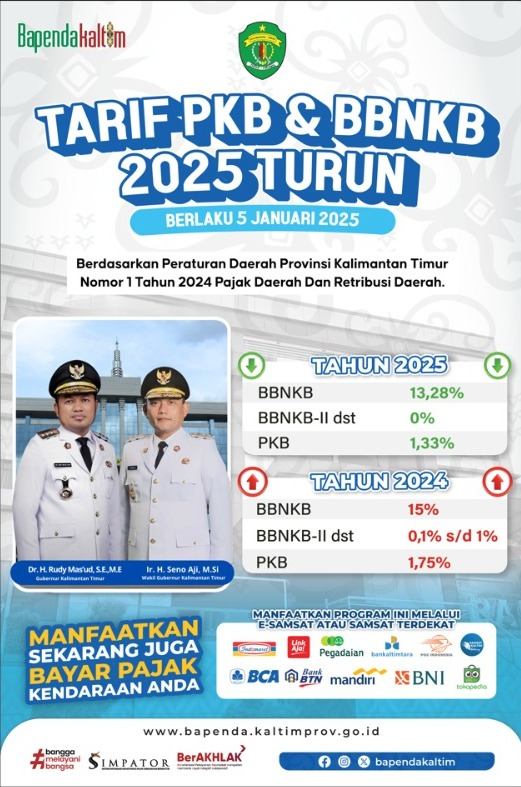 Bapendakaltim
TARIF PKB & BBNKB
2025 TURUN
BERLAKU 5 JANUARI 2025
Berdasarkan Peraturan Daerah Provinsi Kalimantan Timur
Nomor 1 Tahun 2024 Pajak Daerah Dan Retribusi Daerah.
TAHUN 2025
BBNKB 13,28%
BBNKB-II dst 0%
PKB 1,33%
TAHUN 2024
BBNKB 15%
BBNKB-II dst 0,1% s/d 1%
PKB 1,75%
Dr. H. Rudy Mas'ud, S.E.,M.E
Gubernur Kalimantan Timur
Ir. H. Seno Aji, M.Si
Wakil Gubernur Kalimantan Timur
MANFAATKAN
SEKARANG JUGA
BAYAR PAJAK
KENDARAAN ANDA
MANFAATKAN PROGRAM INI MELALUI
E-SAMSAT ATAU SAMSAT TERDEKAT
Indomaret
Link
Aja!
Pegadaian
bankaltimtara
POS INDONESIA
BCA
Bank
BTN
mandiri
BNI
tokopedia
www.bapenda.kaltimprov.go.id
#bangga
melayani
bangsa
SIMPATOR
BerAKHLAK
bapendakaltim